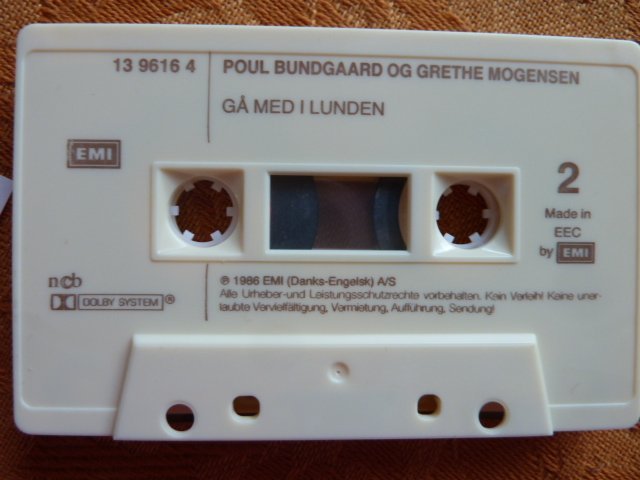 13 9616 4
POUL BUNDGAARD OG GRETHE MOGENSEN
GÅ MED I LUNDEN
EMI
2
Made in
EEC
by EMI
ncb
DOLBY SYSTEM ®
℗ 1986 EMI (Danks-Engelsk) A/S
Alle Urheber-und Leistungsschutzrechte vorbehalten. Kein Verleih! Keine uner-
laubte Vervielfältigung, Vermietung, Aufführung, Sendung!